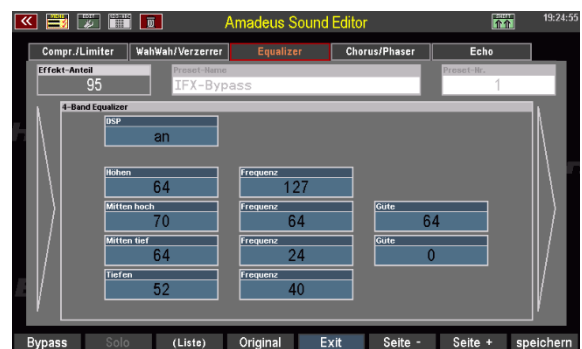 Amadeus Sound Editor 19:24:55
Compr./Limiter WahWah/Verzerrer Equalizer Chorus/Phaser Echo
Effekt-Anteil Preset-Name Preset-Nr.
95 IFX-Bypass 1
4-Band Equalizer
DSP
an
Höhen Frequenz
64 127
Mitten hoch Frequenz Güte
70 64 64
Mitten tief Frequenz Güte
64 24 0
Tiefen Frequenz
52 40
Bypass Solo (Liste) Original Exit Seite - Seite + speichern